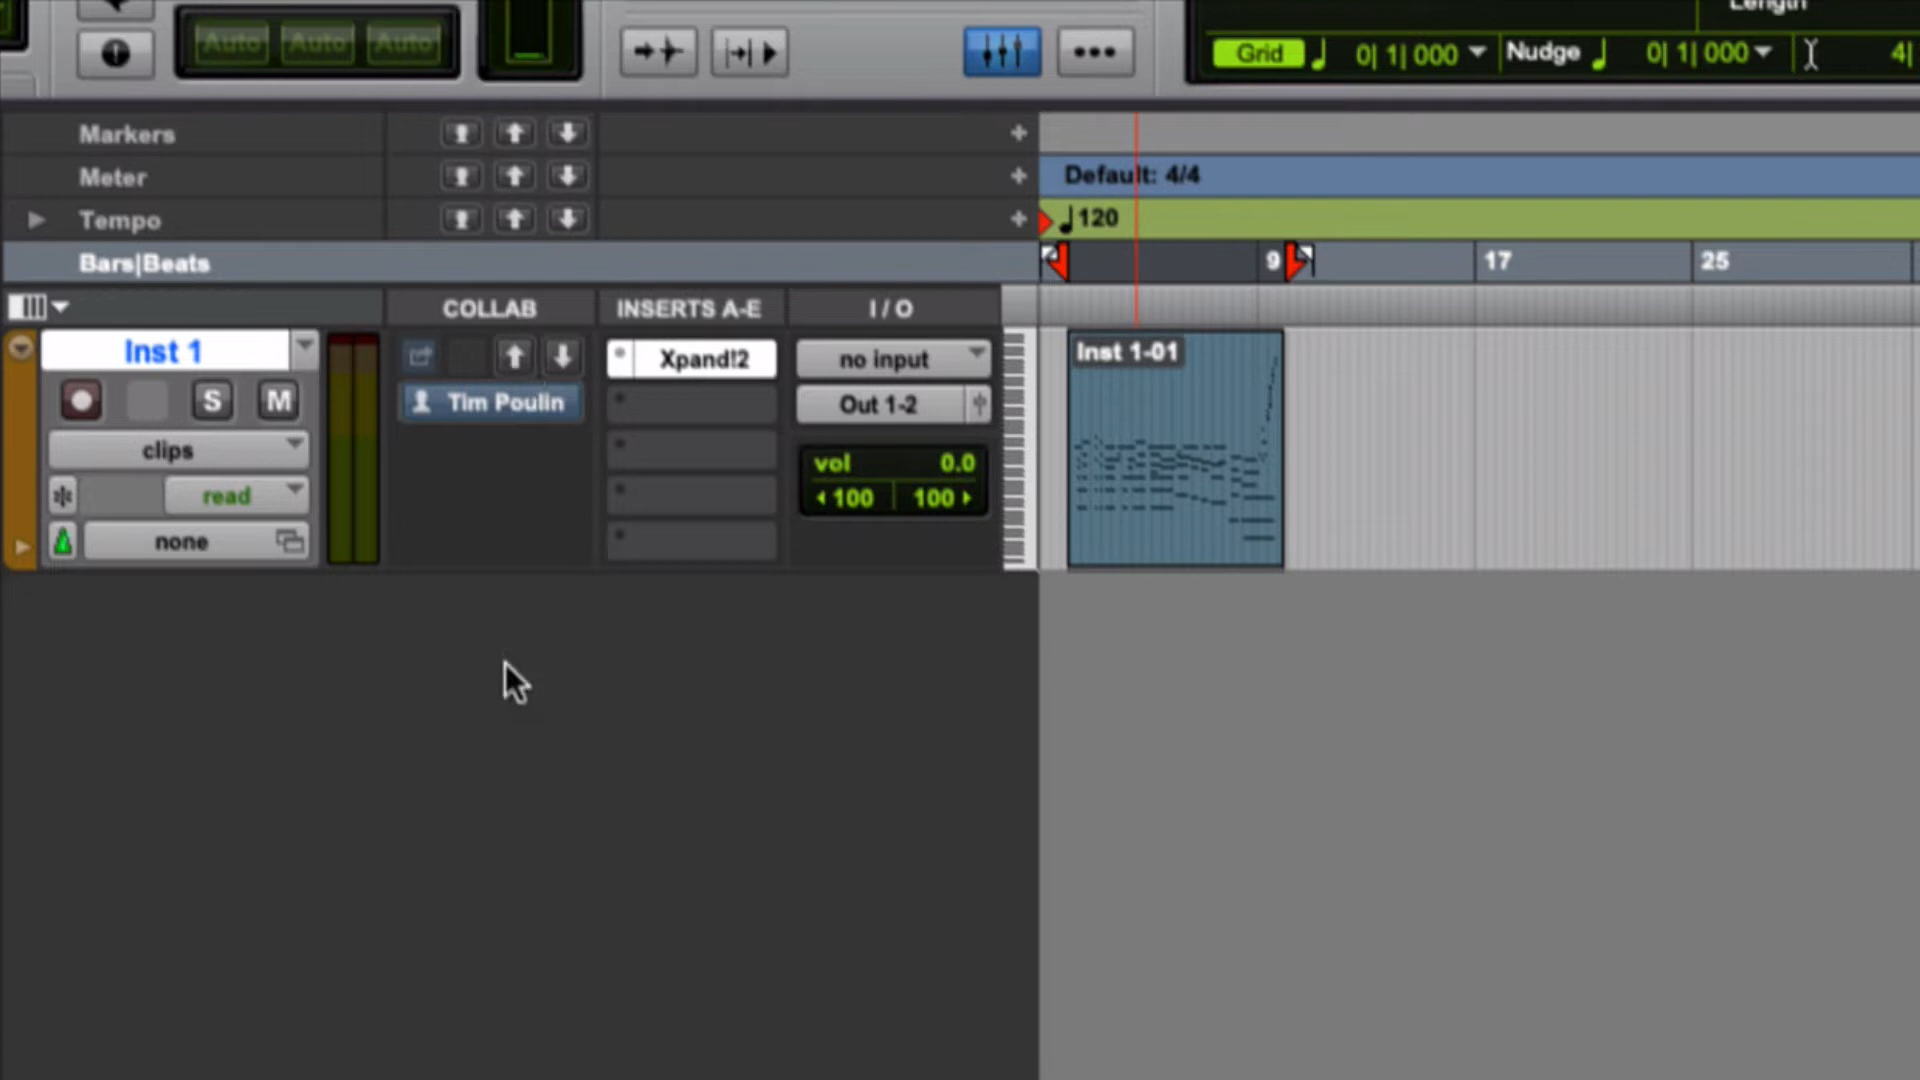 Length
Auto Auto Auto
Grid 0| 1| 000 Nudge 0| 1| 000 4|
Markers
Meter Default: 4/4
Tempo 120
Bars|Beats 9 17 25
COLLAB INSERTS A-E I / O
Inst 1 Xpand!2 no input Inst 1-01
S M Tim Poulin Out 1-2
clips vol 0.0
read 100 100
none